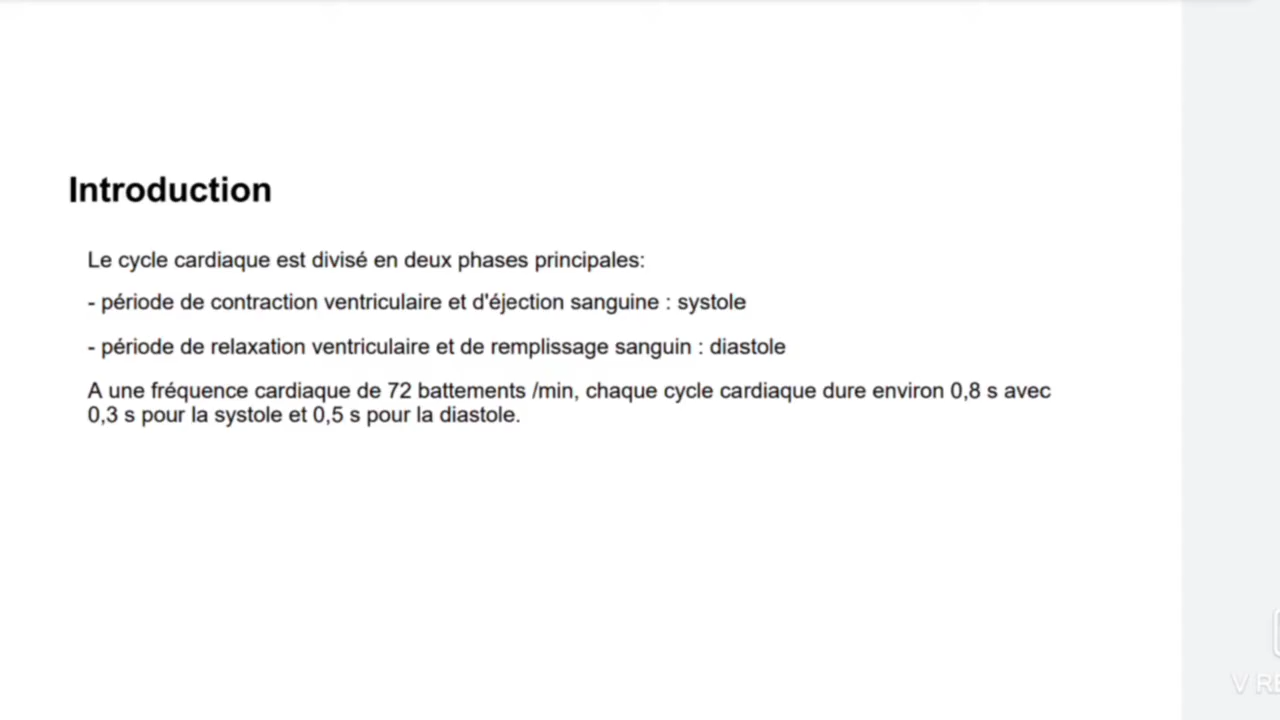 Introduction
Le cycle cardiaque est divisé en deux phases principales:
- période de contraction ventriculaire et d'éjection sanguine : systole
- période de relaxation ventriculaire et de remplissage sanguin : diastole
A une fréquence cardiaque de 72 battements /min, chaque cycle cardiaque dure environ 0,8 s avec
0,3 s pour la systole et 0,5 s pour la diastole.